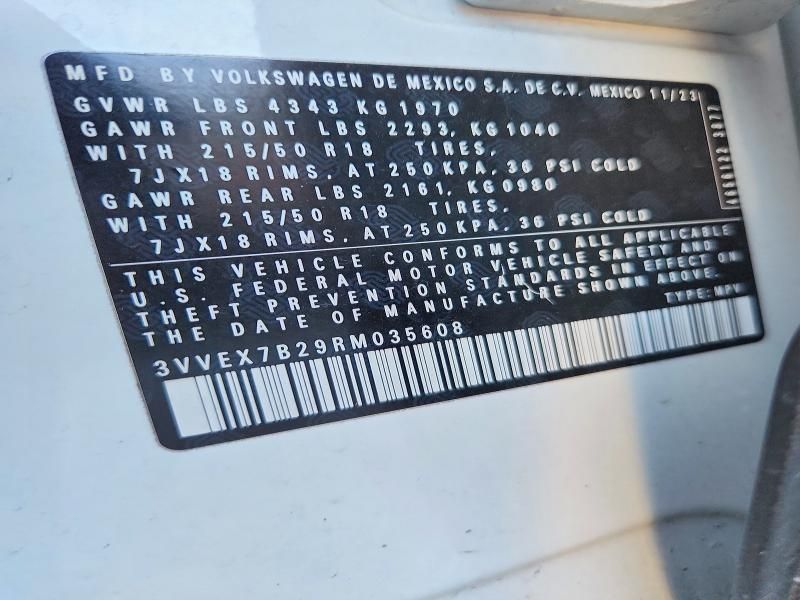 MFD BY VOLKSWAGEN DE MEXICO S.A. DE C.V. MEXICO 11/23
GVWR LBS 4343 KG 1970
GAWR FRONT LBS 2293, KG 1040
WITH 215/50 R18 TIRES,
7JX18 RIMS, AT 250 KPA, 36 PSI COLD
GAWR REAR LBS 2161, KG 0980
WITH 215/50 R18 TIRES,
7JX18 RIMS, AT 250 KPA, 36 PSI COLD
THIS VEHICLE CONFORMS TO ALL APPLICABLE
U.S. FEDERAL MOTOR VEHICLE SAFETY AND
THEFT PREVENTION STANDARDS IN EFFECT ON
THE DATE OF MANUFACTURE SHOWN ABOVE.
TYPE: MPV
3VVEX7B29RM035608